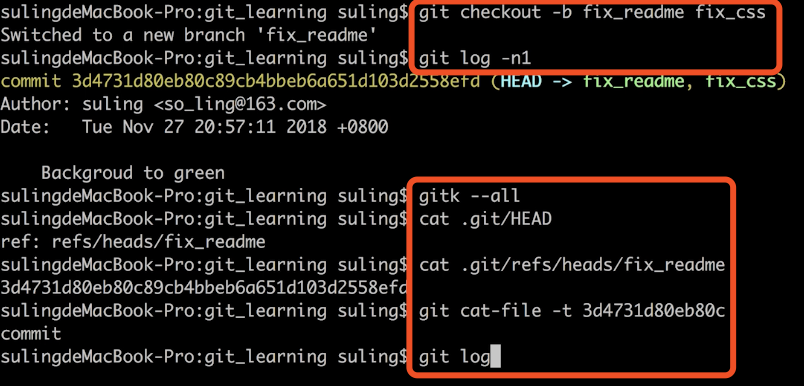 sulingdeMacBook-Pro:git_learning suling$ git checkout -b fix_readme fix_css
Switched to a new branch 'fix_readme'
sulingdeMacBook-Pro:git_learning suling$ git log -n1
commit 3d4731d80eb80c89cb4bbeb6a651d103d2558efd (HEAD -> fix_readme, fix_css)
Author: suling <so_ling@163.com>
Date:   Tue Nov 27 20:57:11 2018 +0800
    Backgroud to green
sulingdeMacBook-Pro:git_learning suling$ gitk --all
sulingdeMacBook-Pro:git_learning suling$ cat .git/HEAD
ref: refs/heads/fix_readme
sulingdeMacBook-Pro:git_learning suling$ cat .git/refs/heads/fix_readme
3d4731d80eb80c89cb4bbeb6a651d103d2558efd
sulingdeMacBook-Pro:git_learning suling$ git cat-file -t 3d4731d80eb80c
commit
sulingdeMacBook-Pro:git_learning suling$ git log